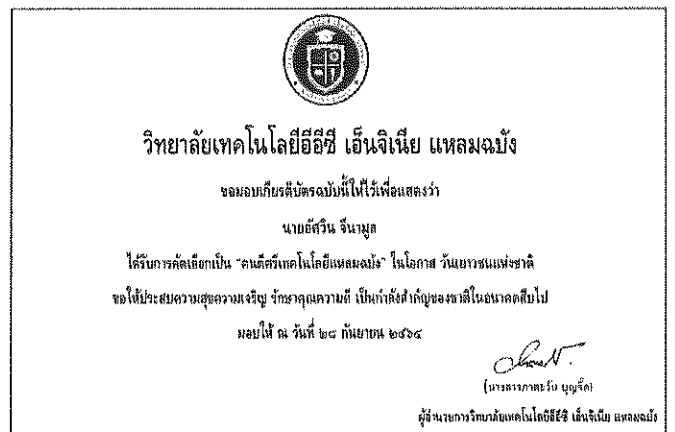 วิทยาลัยเทคโนโลยีอีอีซี เอ็นจิเนีย แหลมฉบัง
ขอมอบเกียรติบัตรฉบับนี้ให้ไว้เพื่อแสดงว่า
นายอัศวิน จีนามูล
ได้รับการคัดเลือกเป็น “คนดีศรีเทคโนโลยีแหลมฉบัง” ในโอกาส วันเยาวชนแห่งชาติ
ขอให้ประสบความสุขความเจริญ รักษาคุณความดี เป็นกำลังสำคัญของชาติในอนาคตสืบไป
มอบให้ ณ วันที่ ๒๘ กันยายน ๒๕๖๔
บุญจี๊ด)
ผู้อำนวยการวิทยาลัยเทคโนโลยีอีอีซี เอ็นจิเนีย แหลมฉบัง